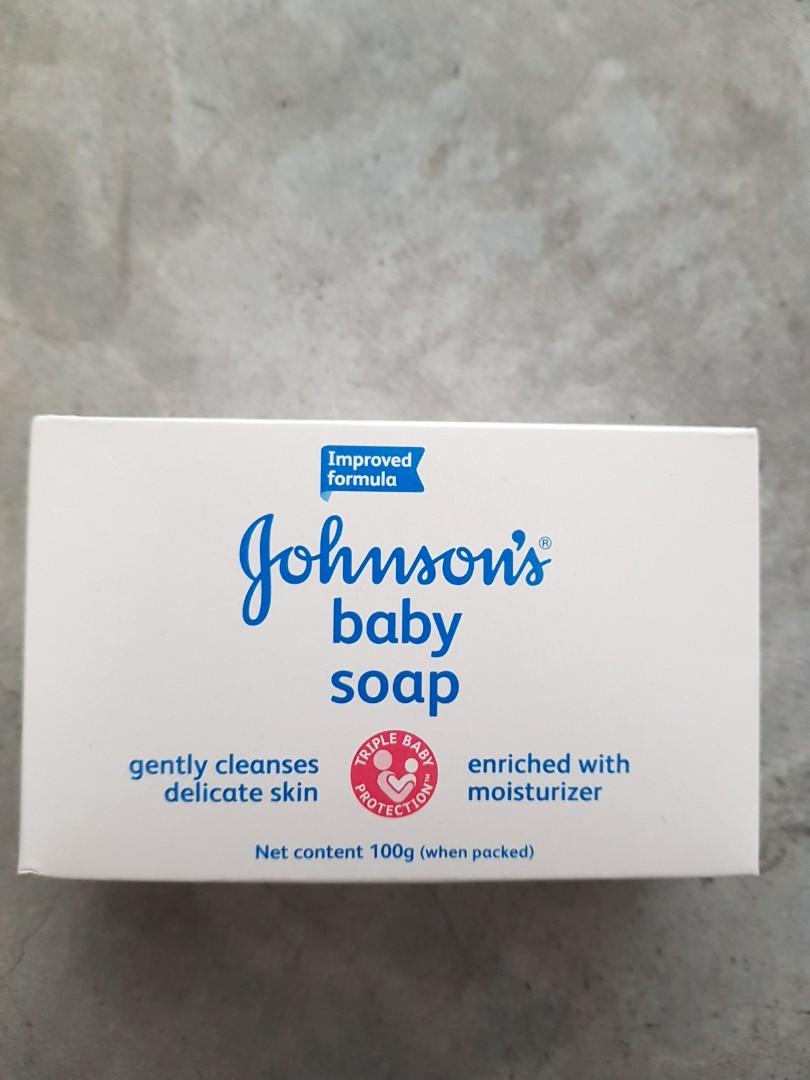 Improved
formula
Johnson's®
baby
soap
gently cleanses
delicate skin
TRIPLE BABY
PROTECTION™
enriched with
moisturizer
Net content 100g (when packed)